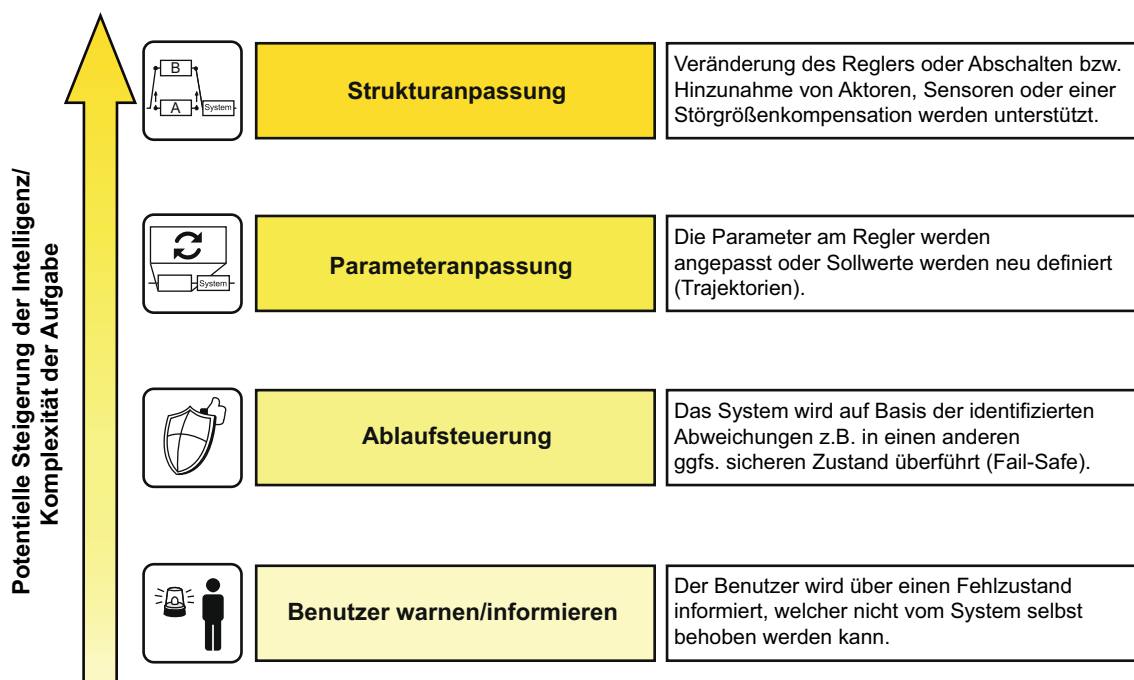 Potentielle Steigerung der Intelligenz/
Komplexität der Aufgabe
B
A
System
Strukturanpassung
Veränderung des Reglers oder Abschalten bzw.
Hinzunahme von Aktoren, Sensoren oder einer
Störgrößenkompensation werden unterstützt.
System
Parameteranpassung
Die Parameter am Regler werden
angepasst oder Sollwerte werden neu definiert
(Trajektorien).
Ablaufsteuerung
Das System wird auf Basis der identifizierten
Abweichungen z.B. in einen anderen
ggfs. sicheren Zustand überführt (Fail-Safe).
Benutzer warnen/informieren
Der Benutzer wird über einen Fehlzustand
informiert, welcher nicht vom System selbst
behoben werden kann.